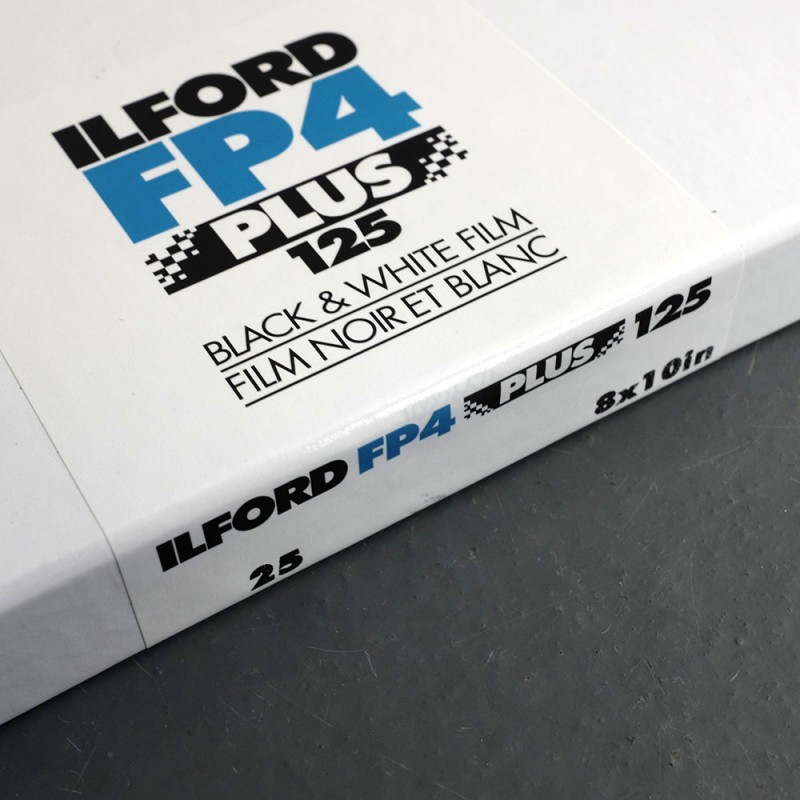 ILFORD
FP4
PLUS
125
BLACK & WHITE FILM
FILM NOIR ET BLANC
ILFORD FP4 PLUS 125
25 8x10in